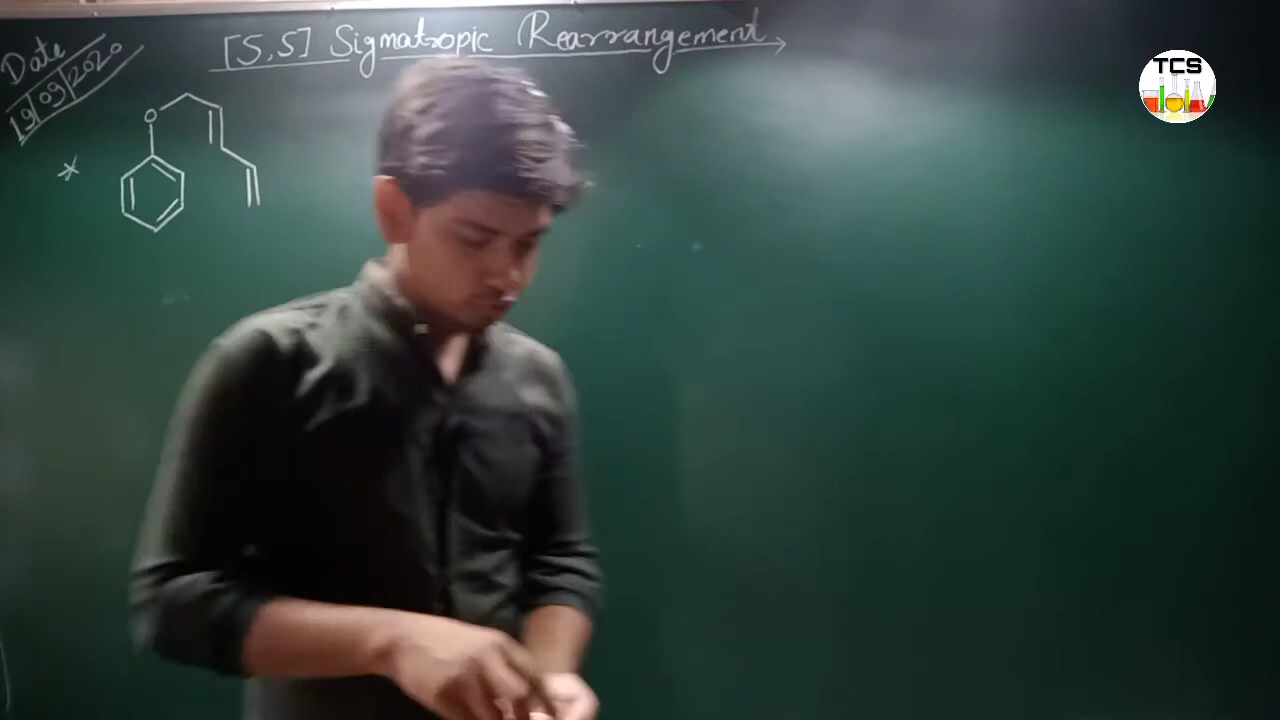 [5,5] Sigmatropic Rearrangement
Date
19/09/2020
TCS
O
*